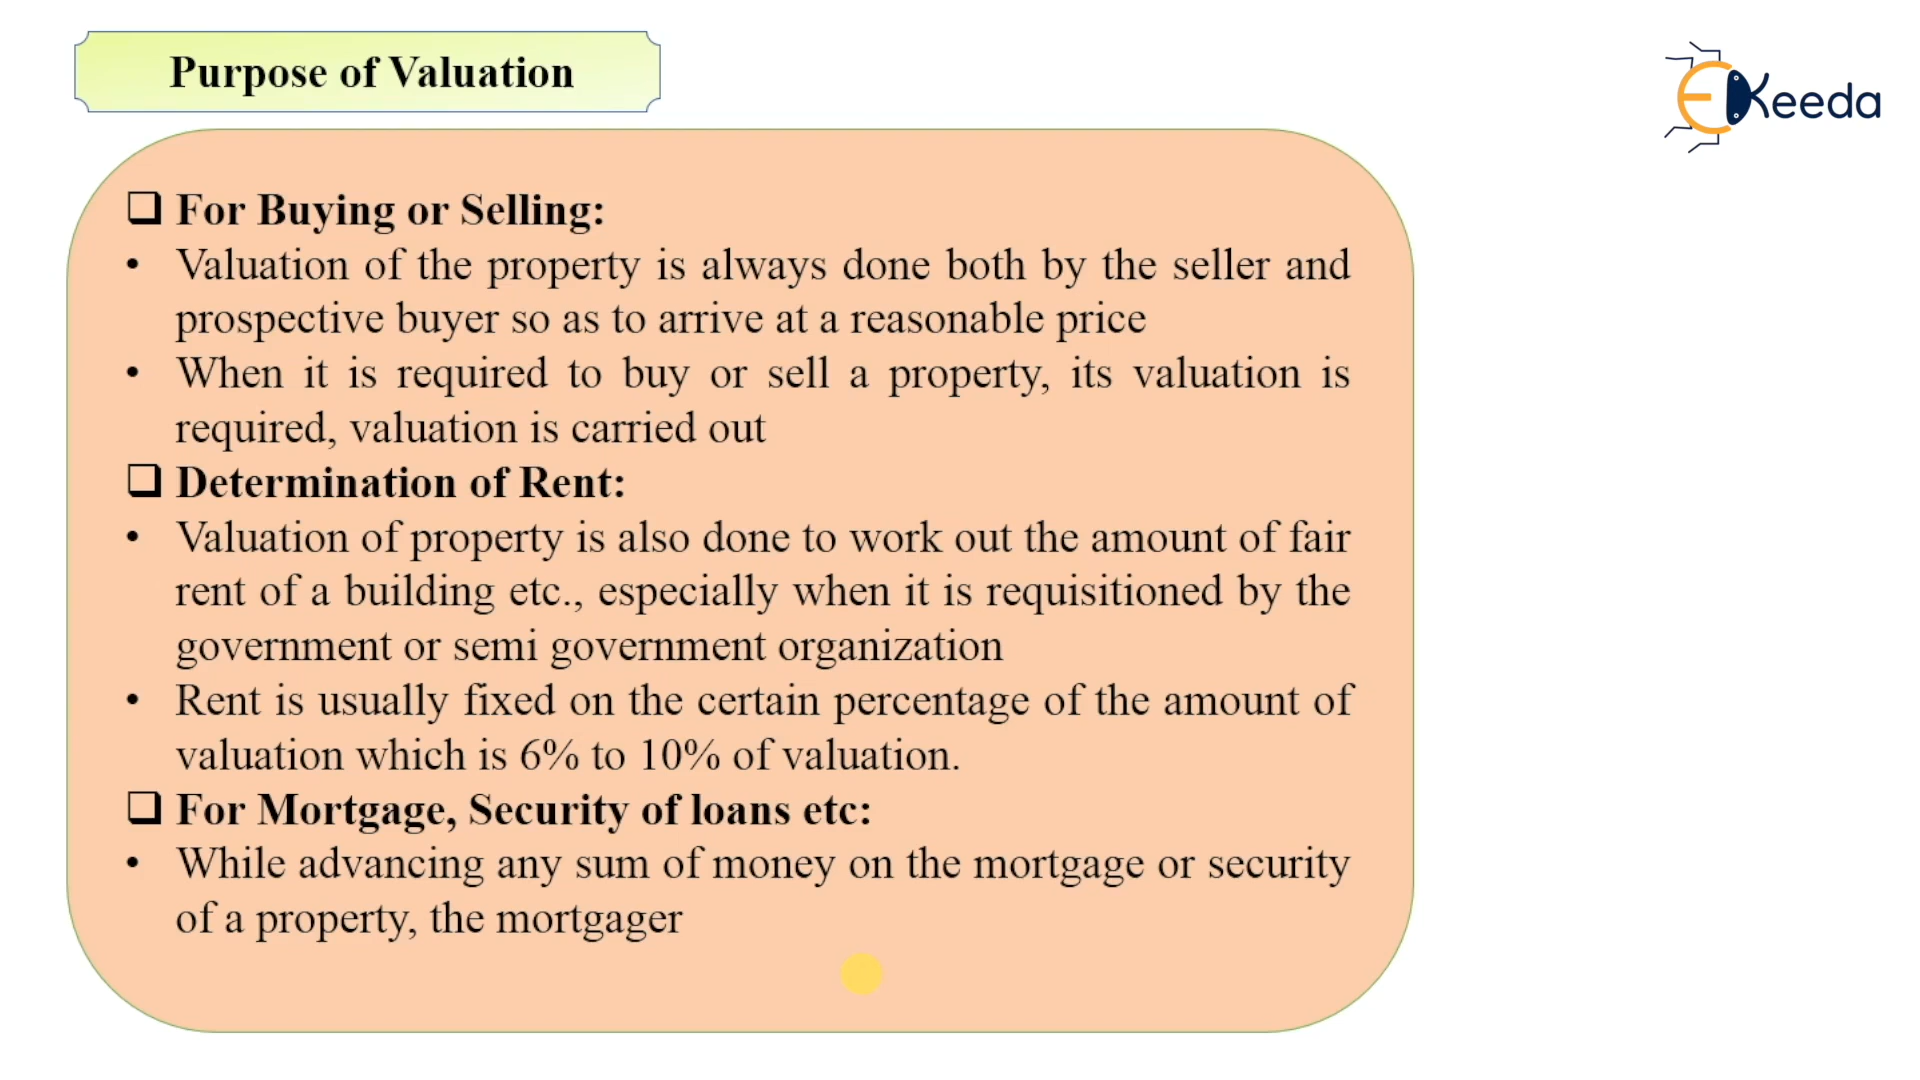 Purpose of Valuation
EKeeda
❑ For Buying or Selling:
• Valuation of the property is always done both by the seller and
prospective buyer so as to arrive at a reasonable price
• When it is required to buy or sell a property, its valuation is
required, valuation is carried out
❑ Determination of Rent:
• Valuation of property is also done to work out the amount of fair
rent of a building etc., especially when it is requisitioned by the
government or semi government organization
• Rent is usually fixed on the certain percentage of the amount of
valuation which is 6% to 10% of valuation.
❑ For Mortgage, Security of loans etc:
• While advancing any sum of money on the mortgage or security
of a property, the mortgager